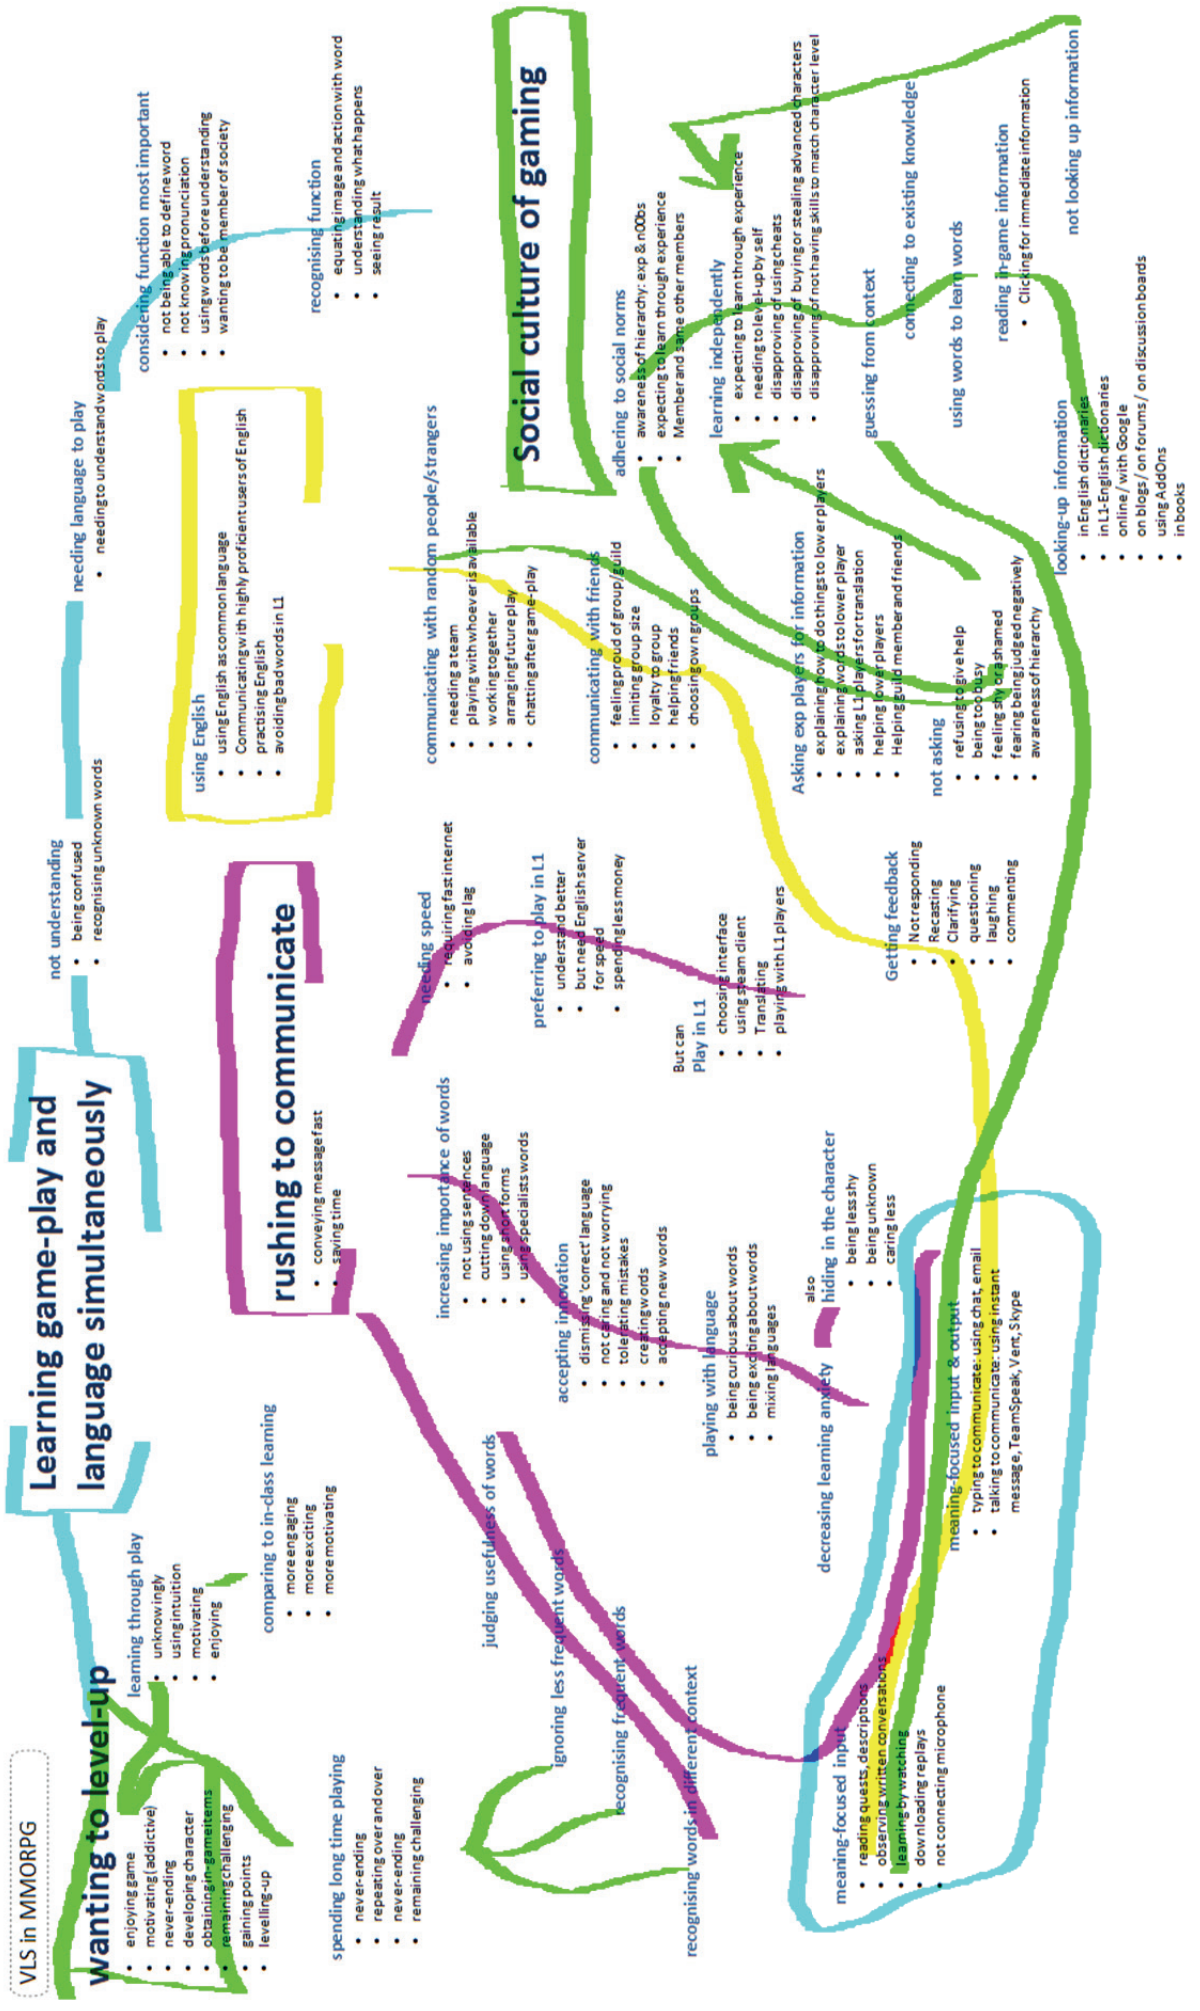 VLS in MMORPG
wanting to level-up
• enjoying game
• motivating (addictive)
• never-ending
• developing character
• obtaining in-game items
• remaining challenging
• gaining points
• levelling-up
spending long time playing
• never-ending
• repeating over and over
• never-ending
• remaining challenging
learning through play
• unknowingly
• using intuition
• motivating
• enjoying
comparing to in-class learning
• more engaging
• more exciting
• more motivating
Learning game-play and
language simultaneously
not understanding
• being confused
• recognising unknown words
needing language to play
• needing to understand words to play
considering function most important
• not being able to define word
• not knowing pronunciation
• using words before understanding
• wanting to be member of society
recognising function
• equating image and action with word
• understanding what happens
• seeing result
rushing to communicate
• conveying message fast
• saving time
using English
• using English as common language
• Communicating with highly proficient users of English
• practising English
• avoiding bad words in L1
judging usefulness of words
ignoring less frequent words
recognising frequent words
recognising words in different context
increasing importance of words
• not using sentences
• cutting down language
• using short forms
• using specialists words
accepting innovation
• dismissing 'correct' language
• not caring and not worrying
• tolerating mistakes
• creating words
• accepting new words
playing with language
• being curious about words
• being exciting about words
• mixing languages
decreasing learning anxiety
also
hiding in the character
• being less shy
• being unknown
• caring less
needing speed
• requiring fast internet
• avoiding lag
preferring to play in L1
• understand better
• but need English server
for speed
• spending less money
But can
Play in L1
• choosing interface
• using steam client
• Translating
• playing with L1 players
communicating with random people/strangers
• needing a team
• playing with whoever is available
• working together
• arranging future play
• chatting after game-play
communicating with friends
• feeling proud of group/guild
• limiting group size
• loyalty to group
• helping friends
• choosing own groups
Asking exp players for information
• explaining how to do things to lower players
• explaining words to lower player
• asking L1 players for translation
• helping lower players
• Helping guild member and friends
not asking
• refusing to give help
• being too busy
• feeling shy or ashamed
• fearing being judged negatively
• awareness of hierarchy
Getting feedback
• Not responding
• Recasting
• Clarifying
• questioning
• laughing
• commenting
Social culture of gaming
adhering to social norms
• awareness of hierarchy: exp & n00bs
• expecting to learn through experience
• Member and same other members
learning independently
• expecting to learn through experience
• needing to level-up by self
• disapproving of using cheats
• disapproving of buying or stealing advanced characters
• disapproving of not having skills to match character level
guessing from context
connecting to existing knowledge
using words to learn words
reading in-game information
• Clicking for immediate information
looking-up information
• in English dictionaries
• in L1-English dictionaries
• online / with Google
• on blogs / on forums / on discussion boards
• using AddOns
• in books
not looking up information
meaning-focused input
• reading quests, descriptions
• observing written conversations
• learning by watching
• downloading replays
• not connecting microphone
meaning-focused input & output
• typing to communicate: using chat, email
• talking to communicate: using instant
message, TeamSpeak, Vent, Skype